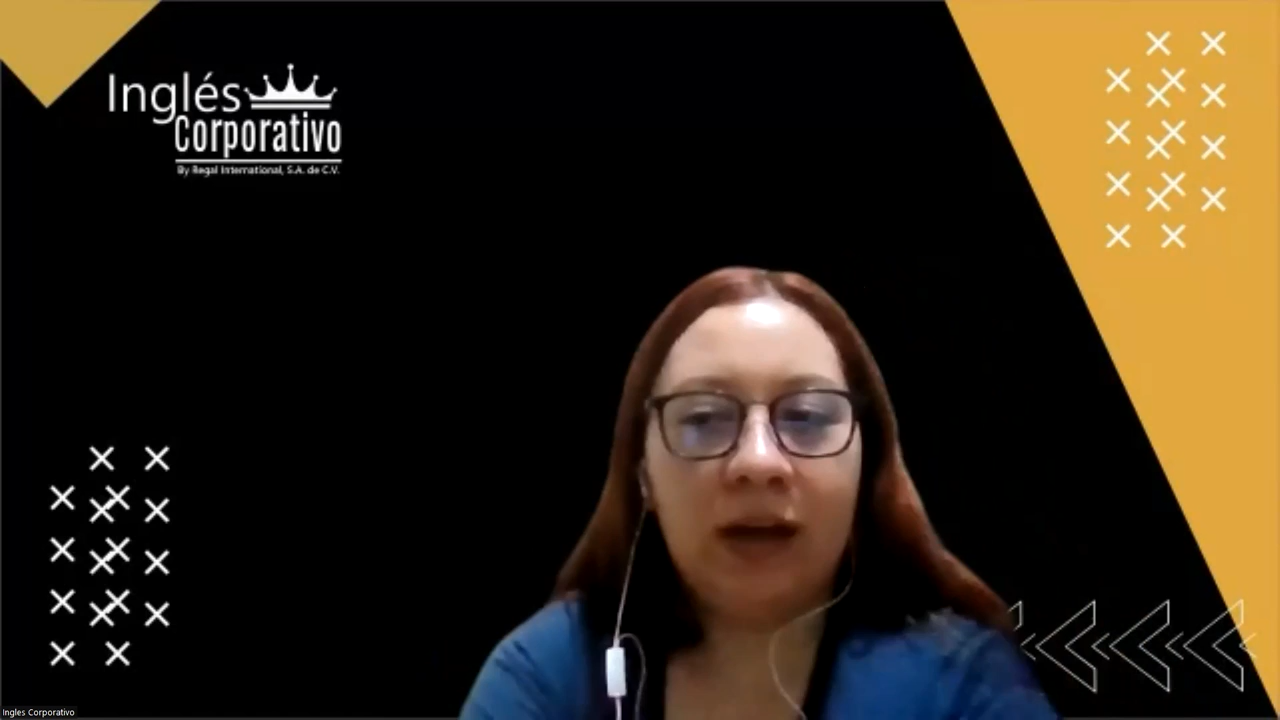 Inglés
Corporativo
By Regal International, S.A. de C.V.
Ingles Corporativo